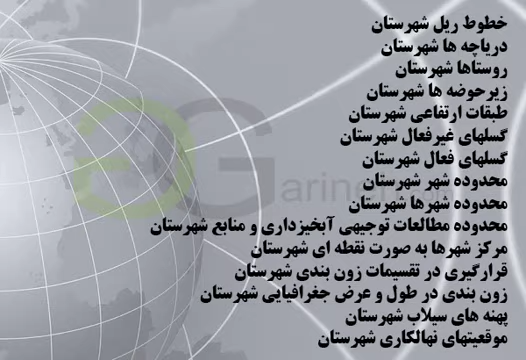 خطوط ریل شهرستان
دریاچه ها شهرستان
روستاها شهرستان
زیرحوضه ها شهرستان
طبقات ارتفاعی شهرستان
گسلهای غیرفعال شهرستان
گسلهای فعال شهرستان
محدوده شهر شهرستان
محدوده شهرها شهرستان
محدوده مطالعات توجیهی آبخیزداری و منابع شهرستان
مرکز شهرها به صورت نقطه ای شهرستان
قرارگیری در تقسیمات زون بندی شهرستان
زون بندی در طول و عرض جغرافیایی شهرستان
پهنه های سیلاب شهرستان
موقعیتهای نهالکاری شهرستان